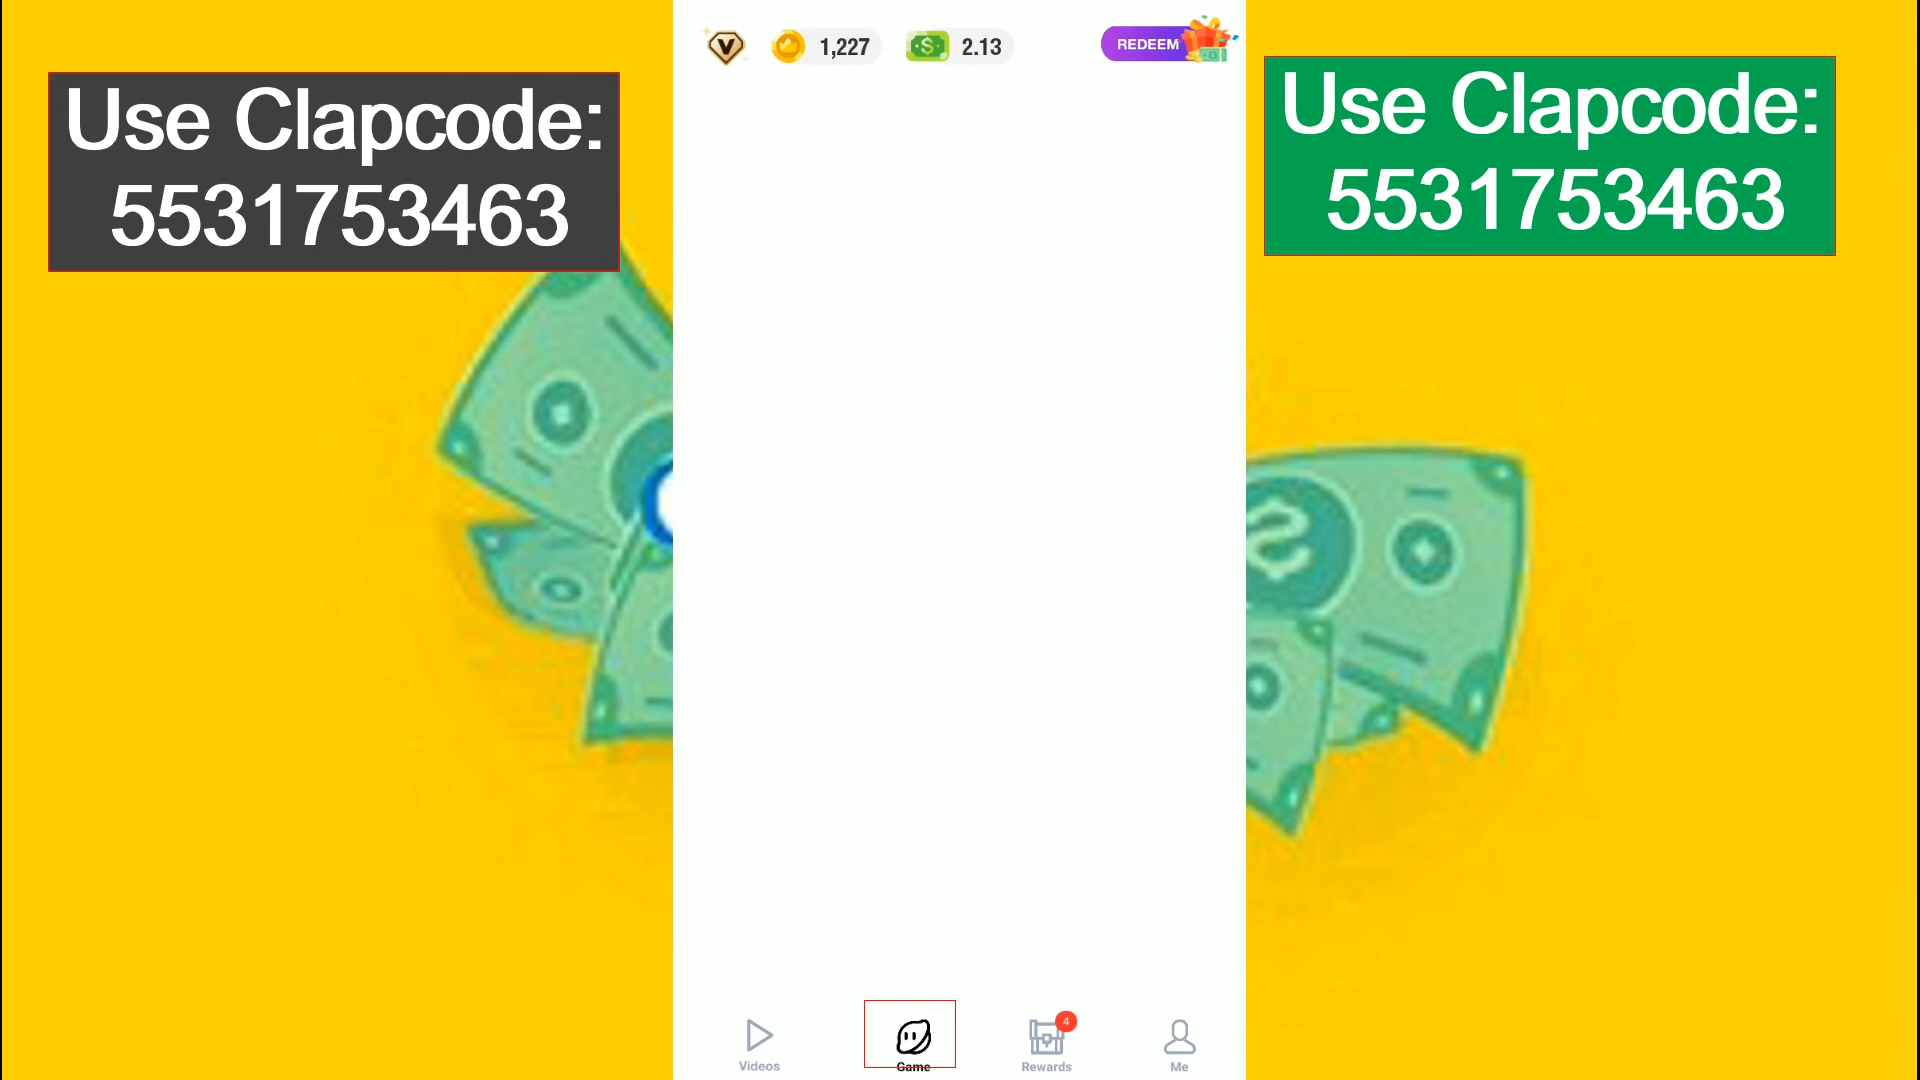 Use Clapcode:
5531753463
V
1,227
$
2.13
REDEEM
Use Clapcode:
5531753463
$
Videos
Game
4
Rewards
Me